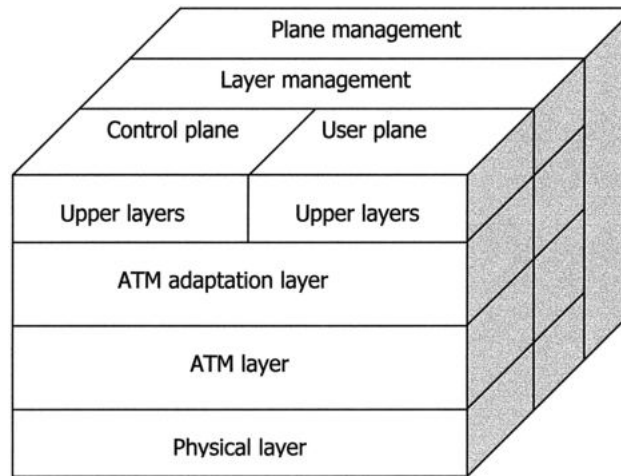 Plane management
Layer management
Control plane User plane
Upper layers Upper layers
ATM adaptation layer
ATM layer
Physical layer